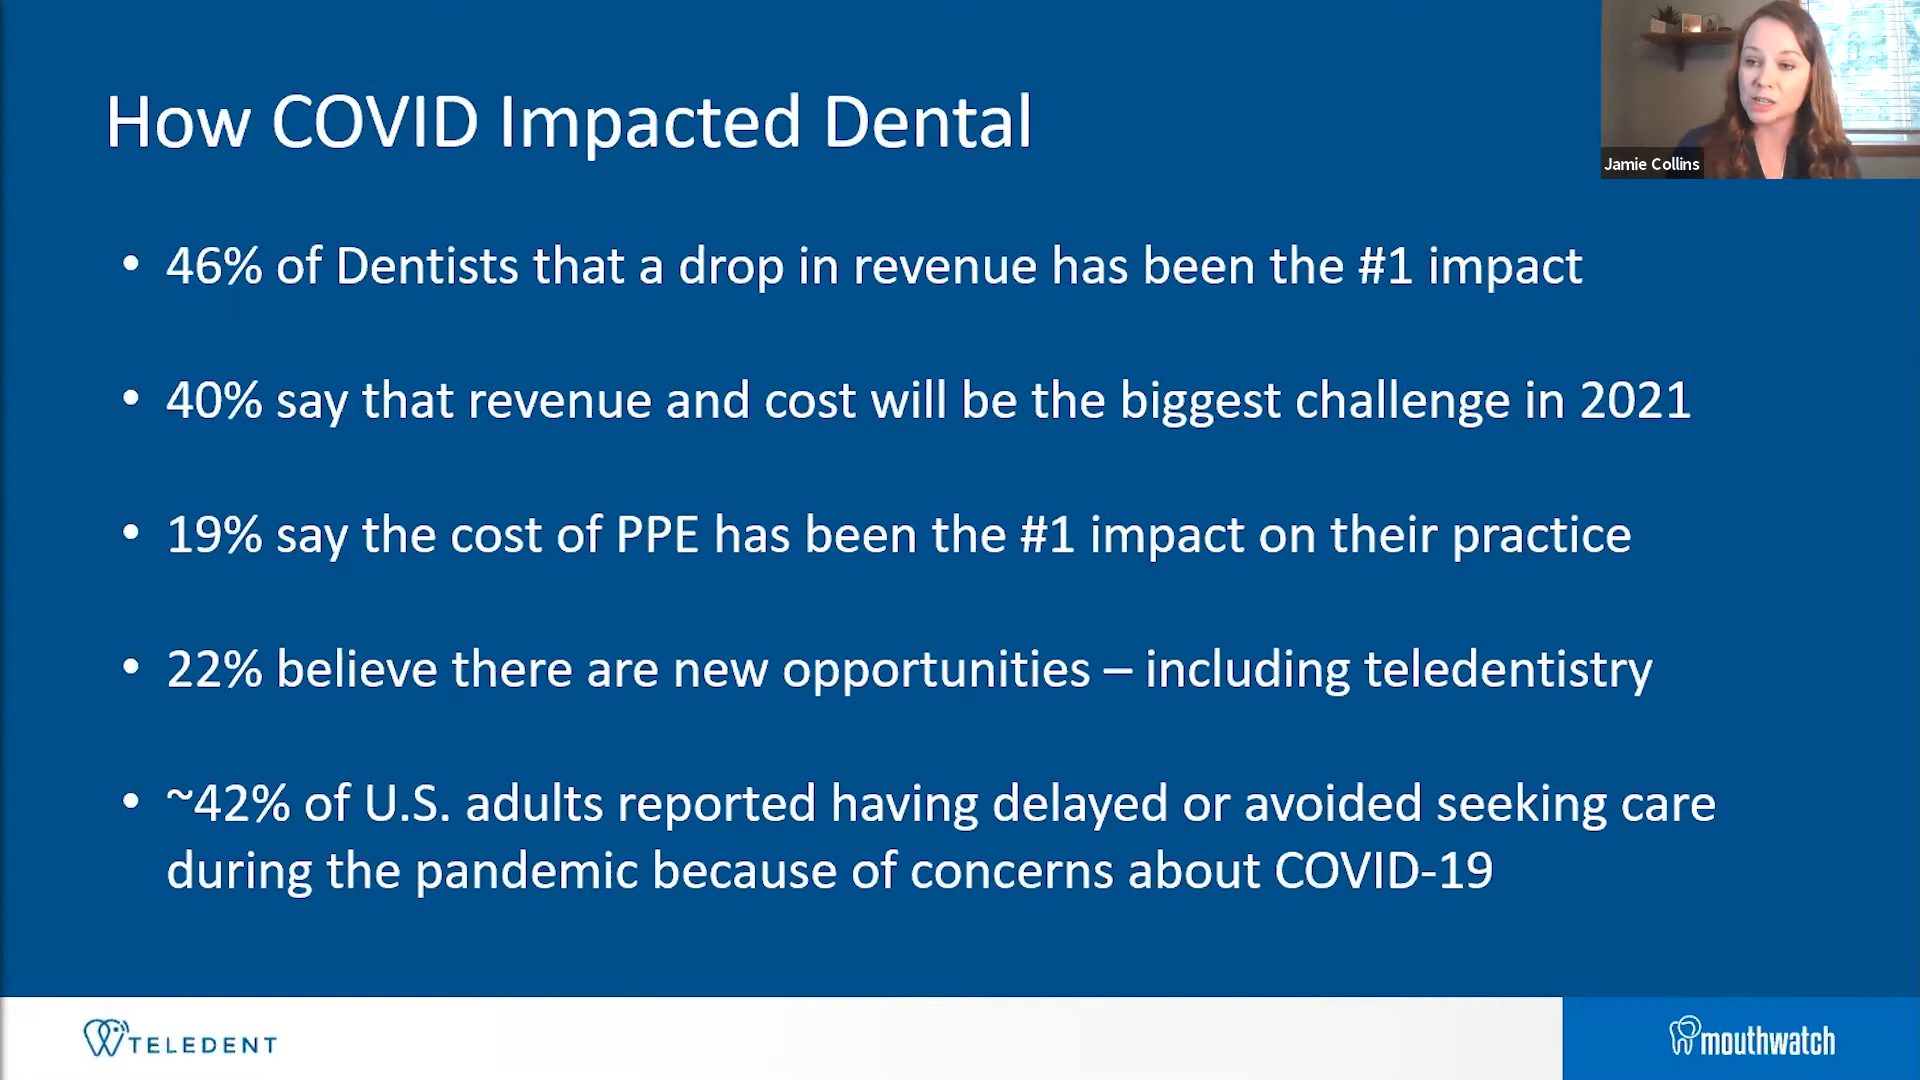 How COVID Impacted Dental
Jamie Collins
• 46% of Dentists that a drop in revenue has been the #1 impact
• 40% say that revenue and cost will be the biggest challenge in 2021
• 19% say the cost of PPE has been the #1 impact on their practice
• 22% believe there are new opportunities – including teledentistry
• ~42% of U.S. adults reported having delayed or avoided seeking care
during the pandemic because of concerns about COVID-19
TELEDENT
mouthwatch